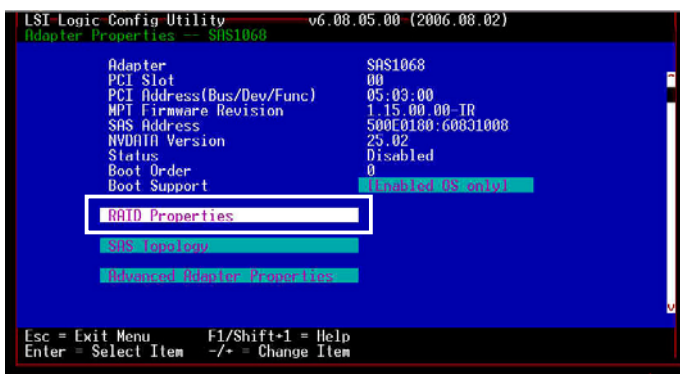 LSI Logic Config Utility v6.08.05.00 (2006.08.02)
Adapter Properties -- SAS1068
Adapter SAS1068
PCI Slot 00
PCI Address(Bus/Dev/Func) 05:03:00
MPT Firmware Revision 1.15.00.00-IR
SAS Address 500E0180:60831008
NVDATA Version 25.02
Status Disabled
Boot Order 0
Boot Support [Enabled OS only]
RAID Properties
SAS Topology
Advanced Adapter Properties
Esc = Exit Menu F1/Shift+1 = Help
Enter = Select Item -/+ = Change Item